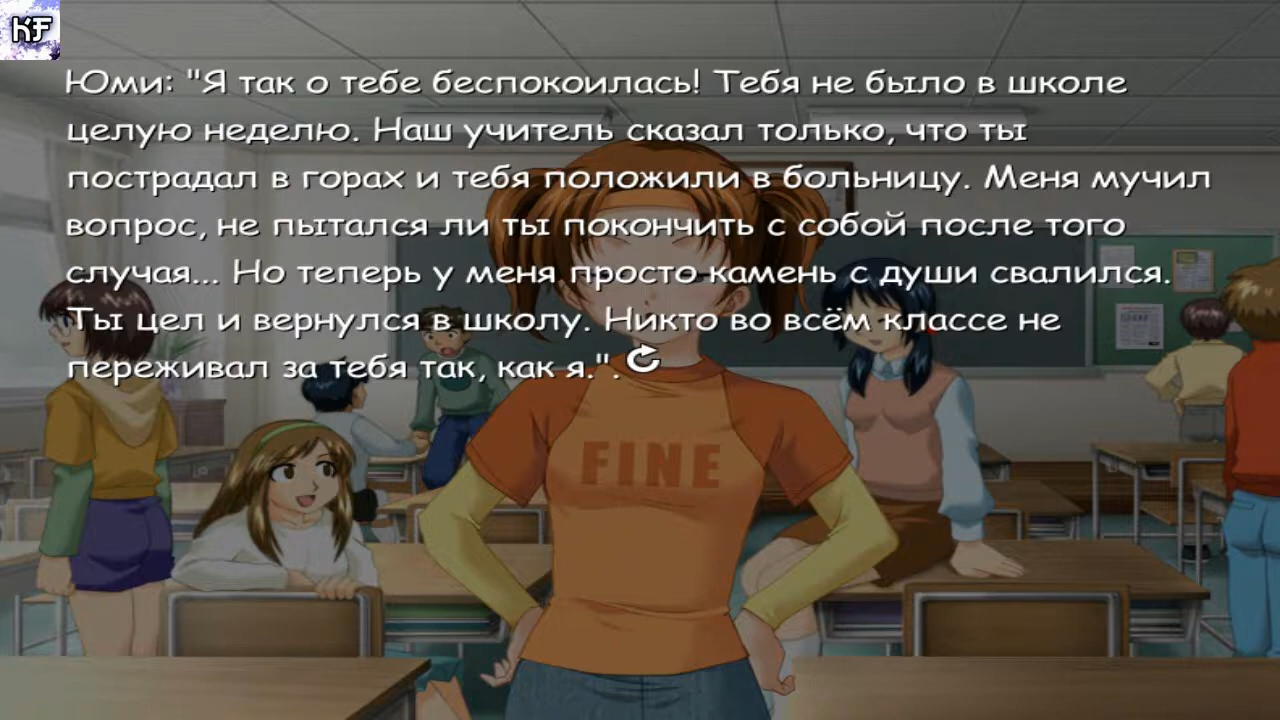 KF
Юми: "Я так о тебе беспокоилась! Тебя не было в школе
целую неделю. Наш учитель сказал только, что ты
пострадал в горах и тебя положили в больницу. Меня мучил
вопрос, не пытался ли ты покончить с собой после того
случая... Но теперь у меня просто камень с души свалился.
Ты цел и вернулся в школу. Никто во всём классе не
переживал за тебя так, как я.".
FINE